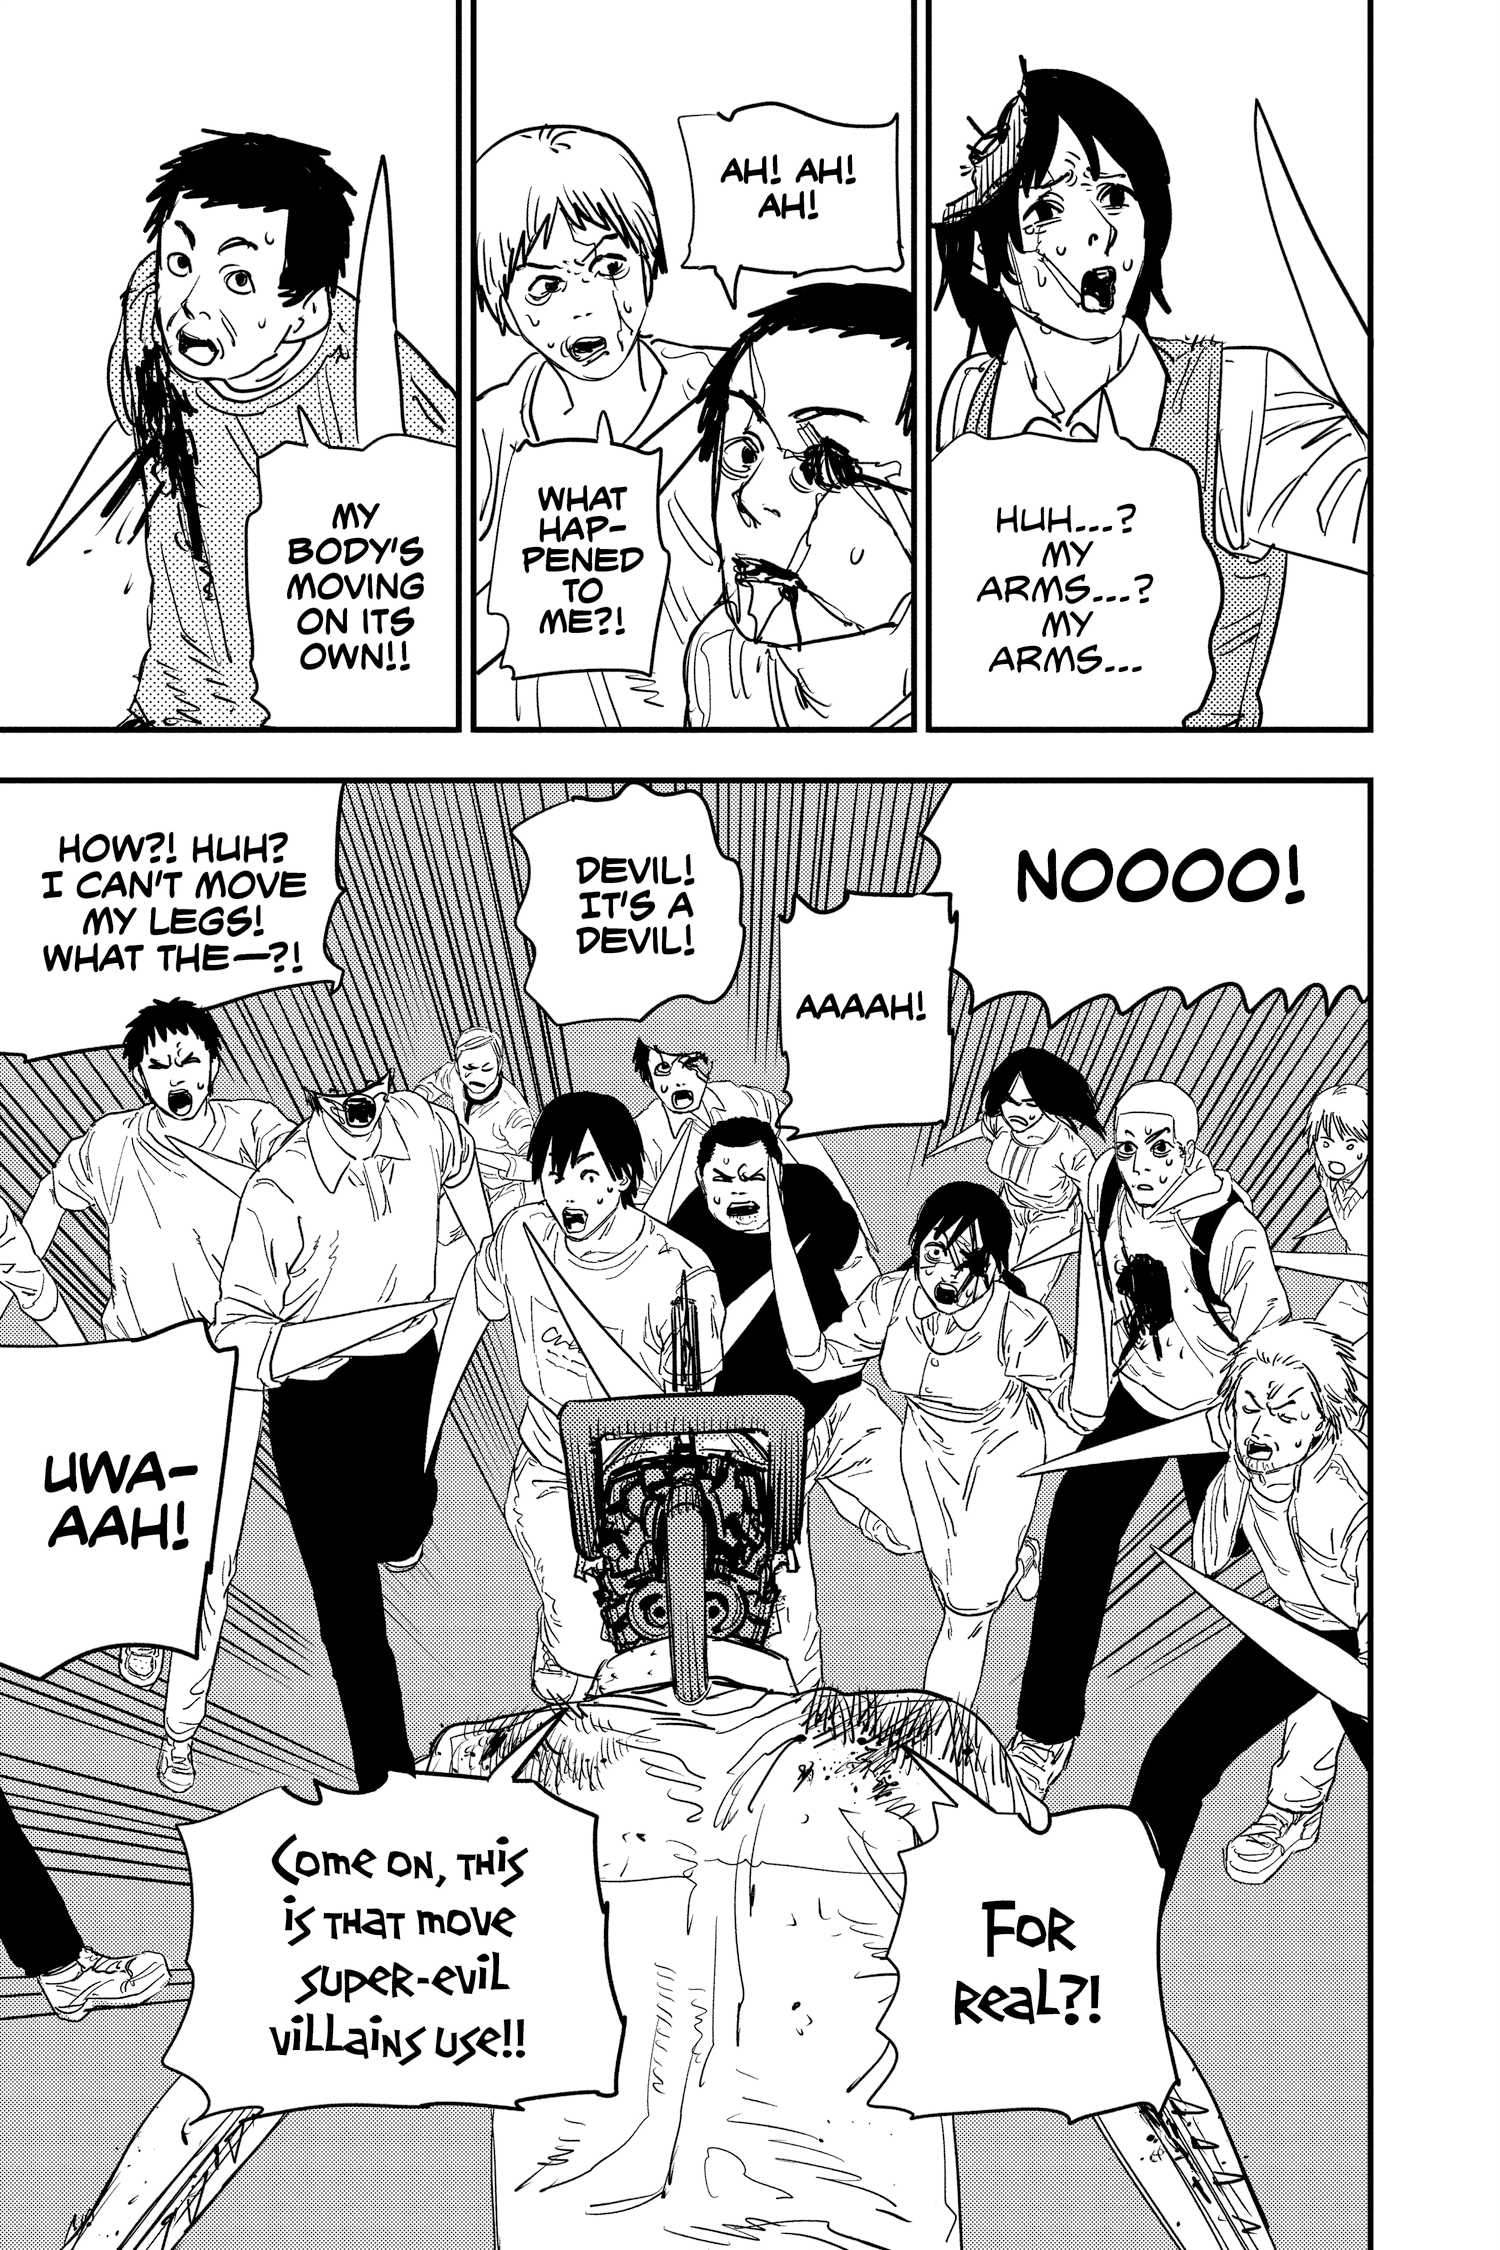 HUH...?
MY
ARMS...?
MY
ARMS...
AH! AH!
AH!
WHAT
HAP-
PENED
TO
ME?!
MY
BODY'S
MOVING
ON ITS
OWN!!
NOOOO!
AAAAH!
DEVIL!
IT'S A
DEVIL!
HOW?! HUH?
I CAN'T MOVE
MY LEGS!
WHAT THE—?!
UWA-
AAH!
FOR
REAL?!
COME ON, THIS
IS THAT MOVE
SUPER-EVIL
VILLAINS USE!!